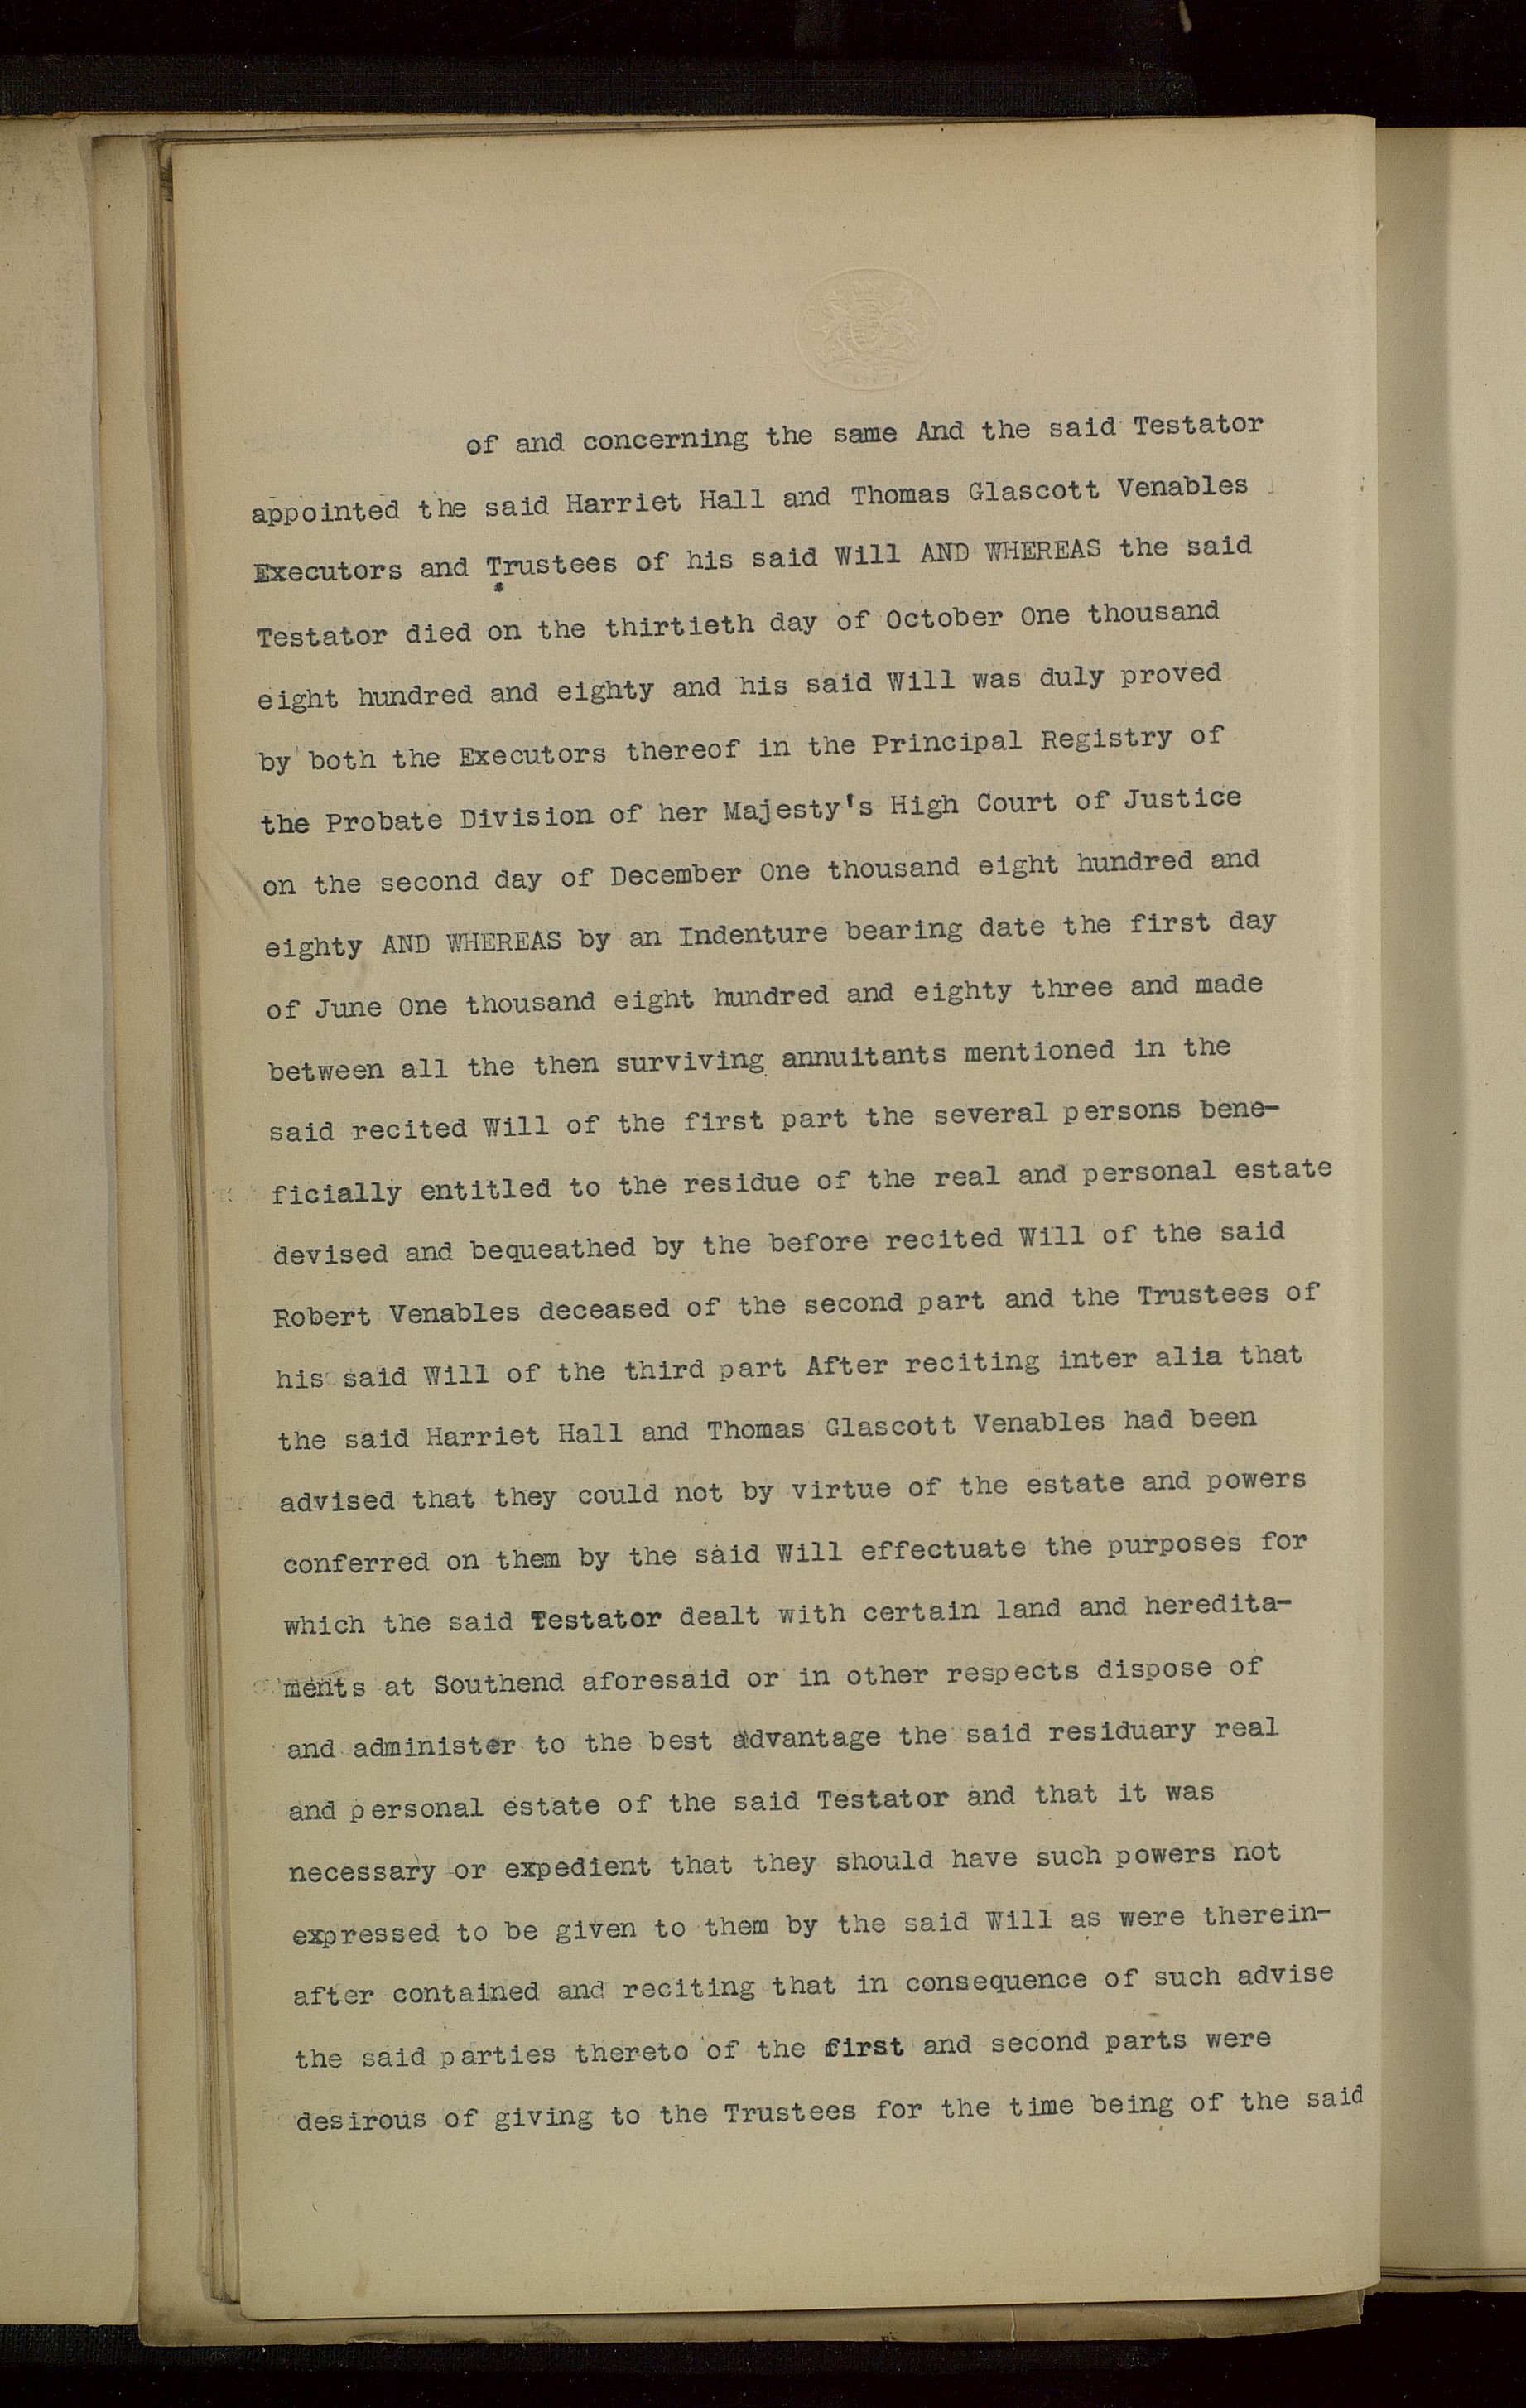 of and concerning the same And the said Testator
appointed the said Harriet Hall and Thomas Glascott Venables
Executors and Trustees of his said Will AND WHEREAS the said
Testator died on the thirtieth day of October One thousand
eight hundred and eighty and his said Will was duly proved
by both the Executors thereof in the Principal Registry of
the Probate Division of her Majesty's High Court of Justice
on the second day of December One thousand eight hundred and
eighty AND WHEREAS by an Indenture bearing date the first day
of June One thousand eight hundred and eighty three and made
between all the then surviving annuitants mentioned in the
said recited Will of the first part the several persons bene-
ficially entitled to the residue of the real and personal estate
devised and bequeathed by the before recited Will of the said
Robert Venables deceased of the second part and the Trustees of
his said Will of the third part After reciting inter alia that
the said Harriet Hall and Thomas Glascott Venables had been
advised that they could not by virtue of the estate and powers
conferred on them by the said Will effectuate the purposes for
which the said Testator dealt with certain land and heredita-
ments at Southend aforesaid or in other respects dispose of
and administer to the best advantage the said residuary real
and personal estate of the said Testator and that it was
necessary or expedient that they should have such powers not
expressed to be given to them by the said Will as were therein-
after contained and reciting that in consequence of such advise
the said parties thereto of the first and second parts were
desirous of giving to the Trustees for the time being of the said